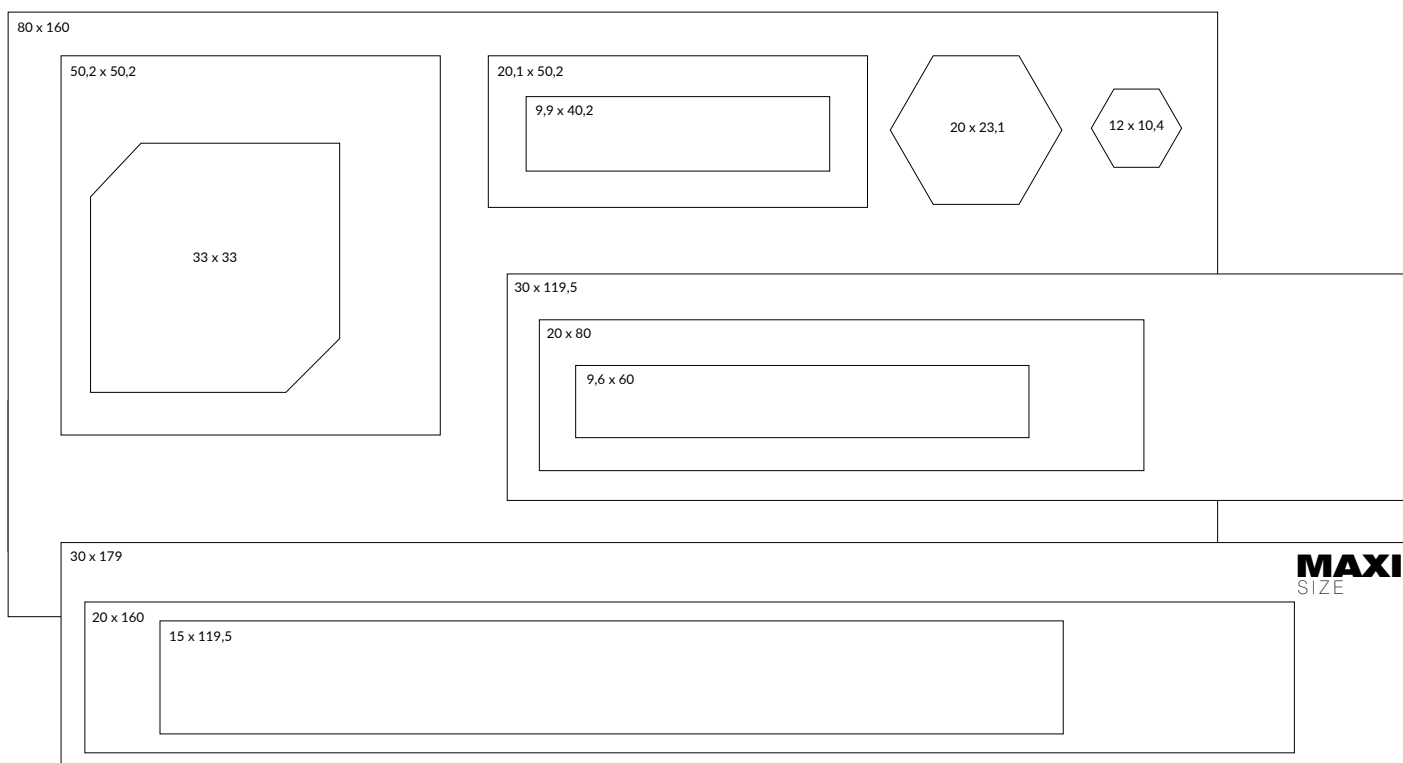 80 x 160
50,2 x 50,2
20,1 x 50,2
9,9 x 40,2
20 x 23,1
12 x 10,4
33 x 33
30 x 119,5
20 x 80
9,6 x 60
30 x 179
MAXI
SIZE
20 x 160
15 x 119,5